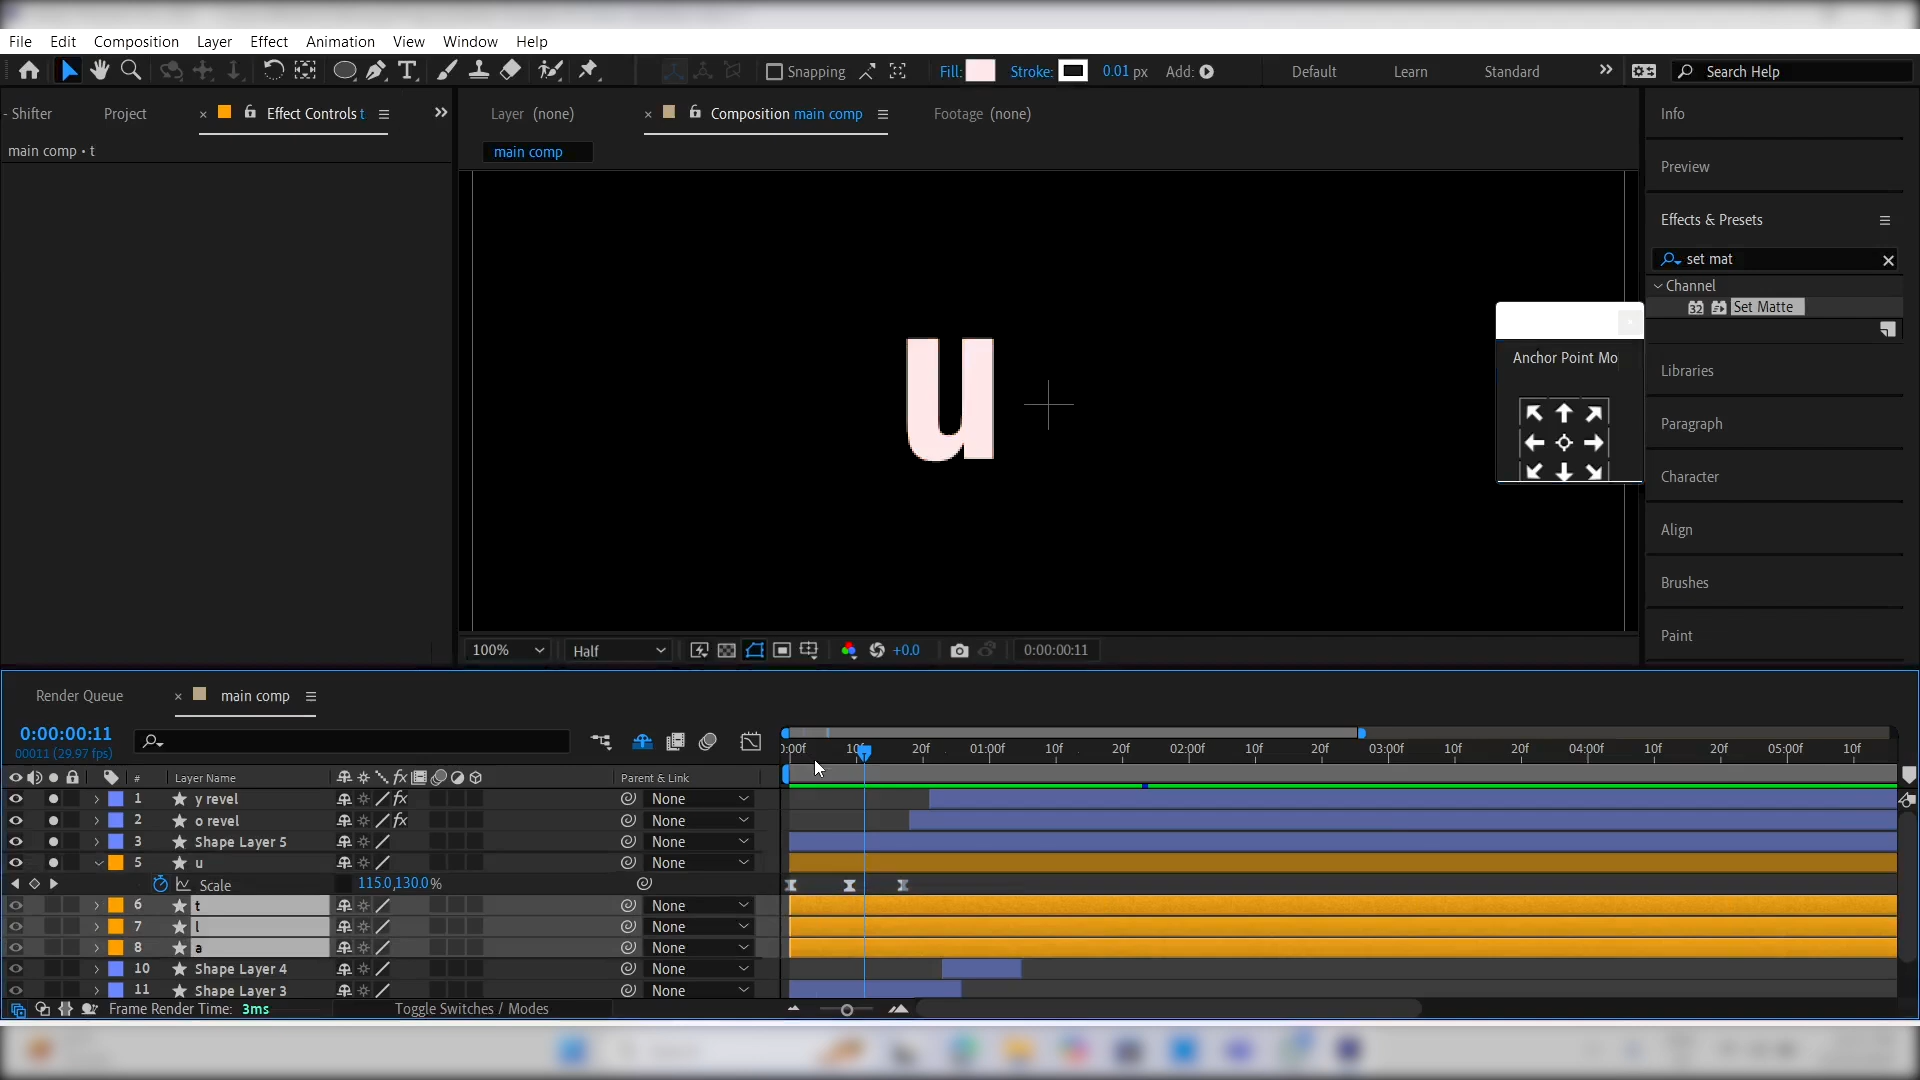 File Edit Composition Layer Effect Animation View Window Help
Snapping Fill: Stroke: 0.01 px Add: Default Learn Standard Search Help
- Shifter Project Effect Controls t Layer (none) Composition main comp Footage (none) Info
main comp • t
main comp
Preview
Effects & Presets
set mat
Channel
32 Set Matte
Anchor Point Mo
Libraries
Paragraph
Character
Align
Brushes
Paint
u
100% Half +0.0 0:00:00:11
Render Queue main comp
0:00:00:11
00011 (29.97 fps)
0:00f 10f 20f 01:00f 10f 20f 02:00f 10f 20f 03:00f 10f 20f 04:00f 10f 20f 05:00f 10f
# Layer Name fx Parent & Link
1 y revel fx None
2 o revel fx None
3 Shape Layer 5 None
5 u None
Scale 115.0,130.0%
6 t None
7 l None
8 a None
10 Shape Layer 4 None
11 Shape Layer 3 None
Frame Render Time: 3ms Toggle Switches / Modes